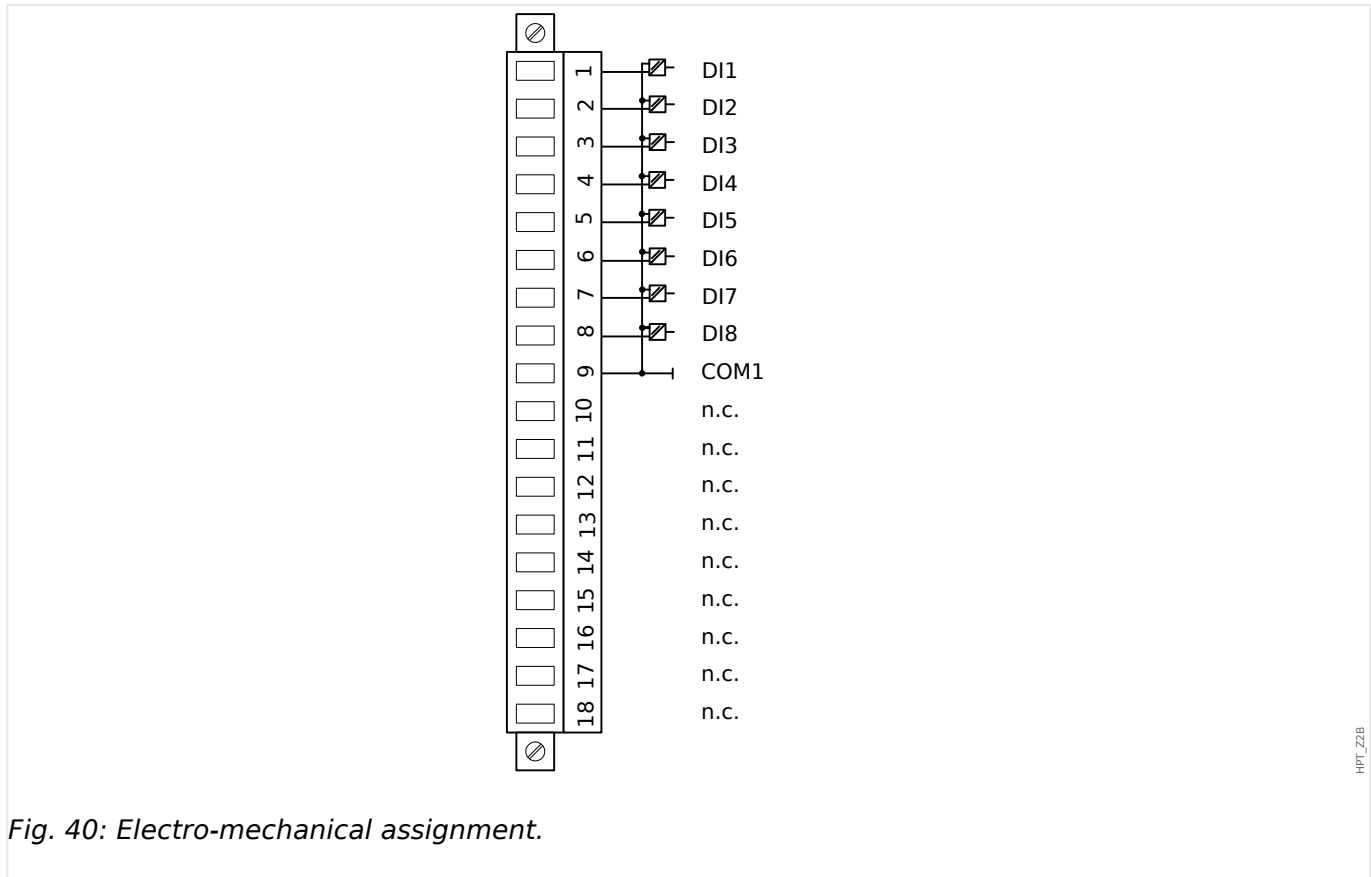 1 DI1
2 DI2
3 DI3
4 DI4
5 DI5
6 DI6
7 DI7
8 DI8
9 COM1
10 n.c.
11 n.c.
12 n.c.
13 n.c.
14 n.c.
15 n.c.
16 n.c.
17 n.c.
18 n.c.
HPT_Z2B
Fig. 40: Electro-mechanical assignment.